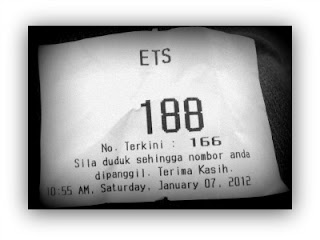 ETS
188
No. Terkini : 166
Sila duduk sehingga nombor anda
dipanggil. Terima Kasih.
10:55 AM, Saturday, January 07, 2012